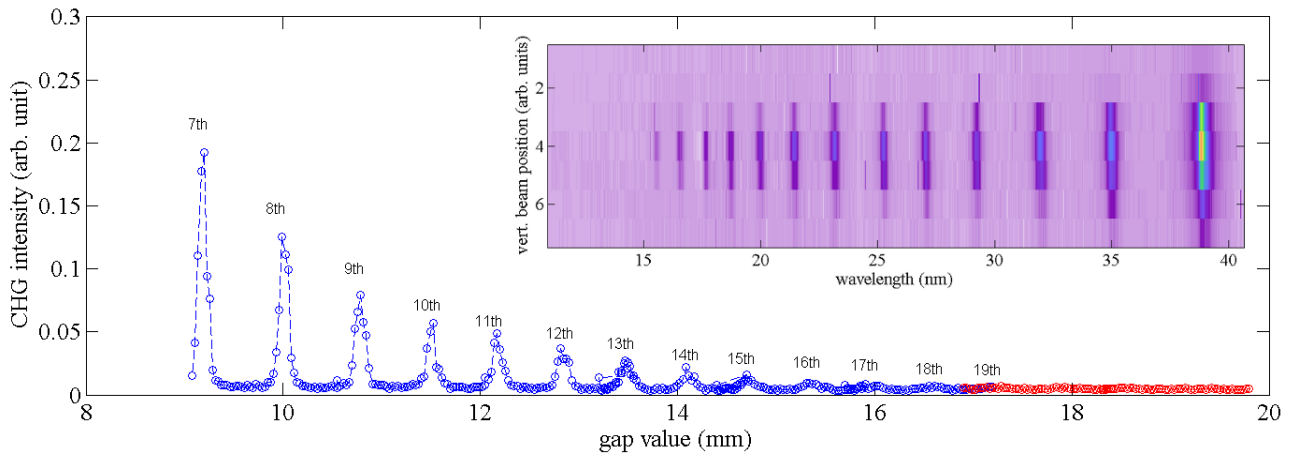 0.3
0.25
0.2
0.15
0.1
0.05
0
CHG intensity (arb. unit)
8
10
12
14
16
18
20
gap value (mm)
7th
8th
9th
10th
11th
12th
13th
14th
15th
16th
17th
18th
19th
vert. beam position (arb. units)
2
4
6
15
20
25
30
35
40
wavelength (nm)